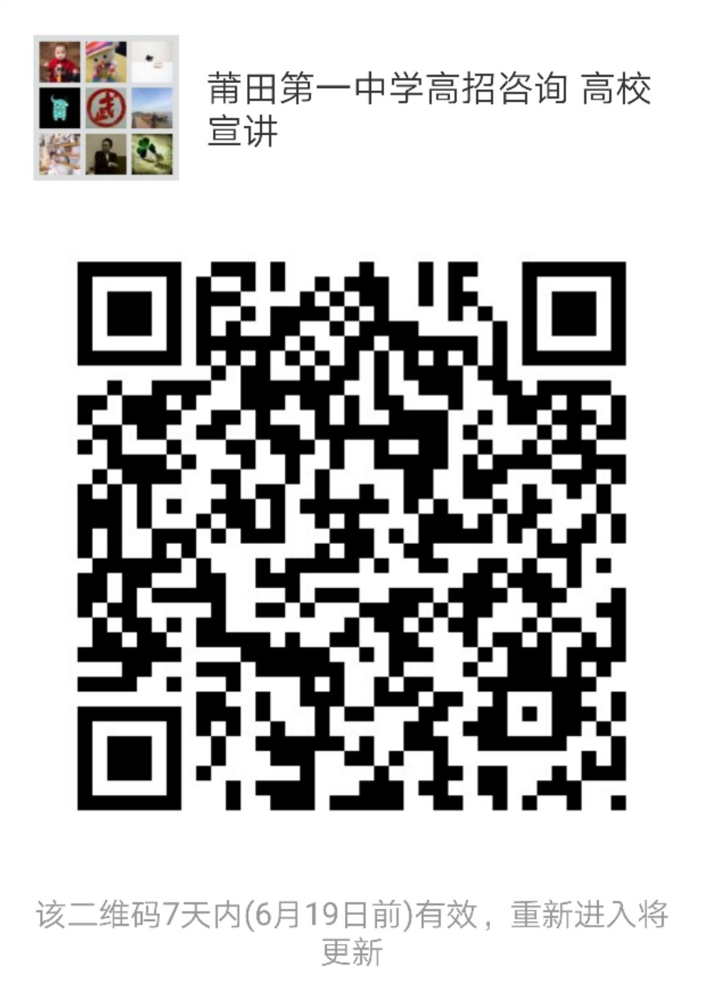 莆田第一中学高招咨询 高校
宣讲
武
该二维码7天内(6月19日前)有效，重新进入将
更新